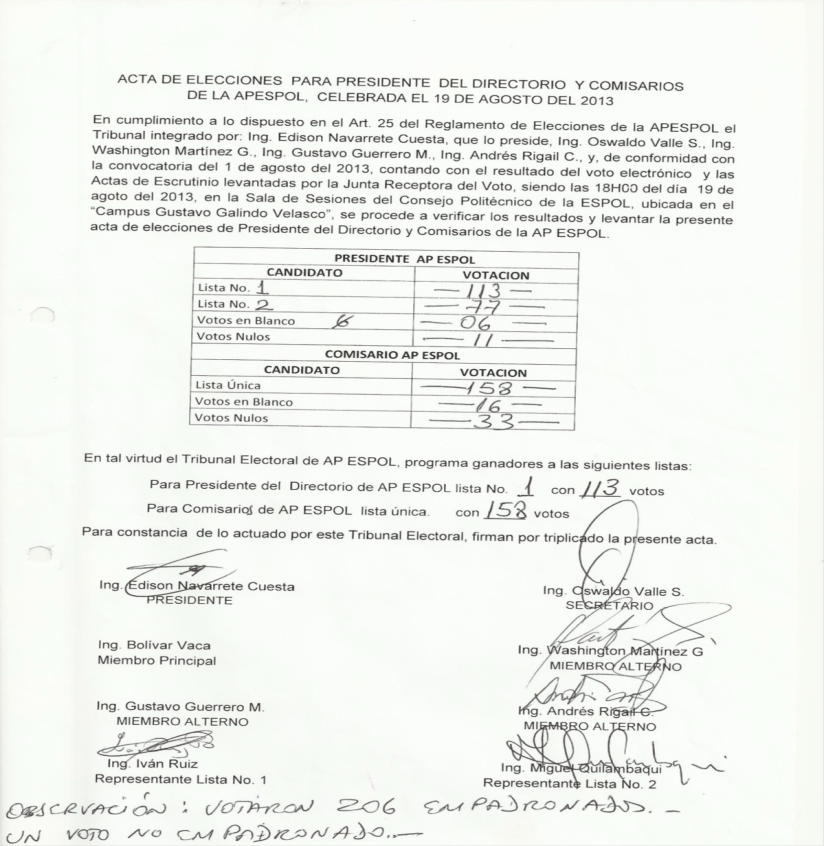 ACTA DE ELECCIONES PARA PRESIDENTE DEL DIRECTORIO Y COMISARIOS
DE LA APESPOL, CELEBRADA EL 19 DE AGOSTO DEL 2013
En cumplimiento a lo dispuesto en el Art. 25 del Reglamento de Elecciones de la APESPOL el
Tribunal integrado por: Ing. Edison Navarrete Cuesta, que lo preside, Ing. Oswaldo Valle S., Ing.
Washington Martínez G., Ing. Gustavo Guerrero M., Ing. Andrés Rigail C., y, de conformidad con
la convocatoria del 1 de agosto del 2013, contando con el resultado del voto electrónico y las
Actas de Escrutinio levantadas por la Junta Receptora del Voto, siendo las 18H00 del día 19 de
agoto del 2013, en la Sala de Sesiones del Consejo Politécnico de la ESPOL, ubicada en el
"Campus Gustavo Galindo Velasco", se procede a verificar los resultados y levantar la presente
acta de elecciones de Presidente del Directorio y Comisarios de la AP ESPOL.
PRESIDENTE AP ESPOL
CANDIDATO VOTACION
Lista No. 1 — 113 —
Lista No. 2 — 77 —
Votos en Blanco — 06 —
Votos Nulos — 11 —
COMISARIO AP ESPOL
CANDIDATO VOTACION
Lista Única — 158 —
Votos en Blanco — 16 —
Votos Nulos — 33 —
En tal virtud el Tribunal Electoral de AP ESPOL, programa ganadores a las siguientes listas:
Para Presidente del Directorio de AP ESPOL lista No. 1 con 113 votos
Para Comisarios de AP ESPOL lista única. con 158 votos
Para constancia de lo actuado por este Tribunal Electoral, firman por triplicado la presente acta.
Ing. Edison Navarrete Cuesta Ing. Oswaldo Valle S.
PRESIDENTE SECRETARIO
Ing. Bolívar Vaca Ing. Washington Martínez G
Miembro Principal MIEMBRO ALTERNO
Ing. Gustavo Guerrero M. Ing. Andrés Rigail C.
MIEMBRO ALTERNO MIEMBRO ALTERNO
Ing. Iván Ruiz Ing. Miguel Quilambaqui
Representante Lista No. 1 Representante Lista No. 2
OBSERVACIÓN : VOTARON 206 EMPADRONADOS. —
UN VOTO NO EMPADRONADO. —